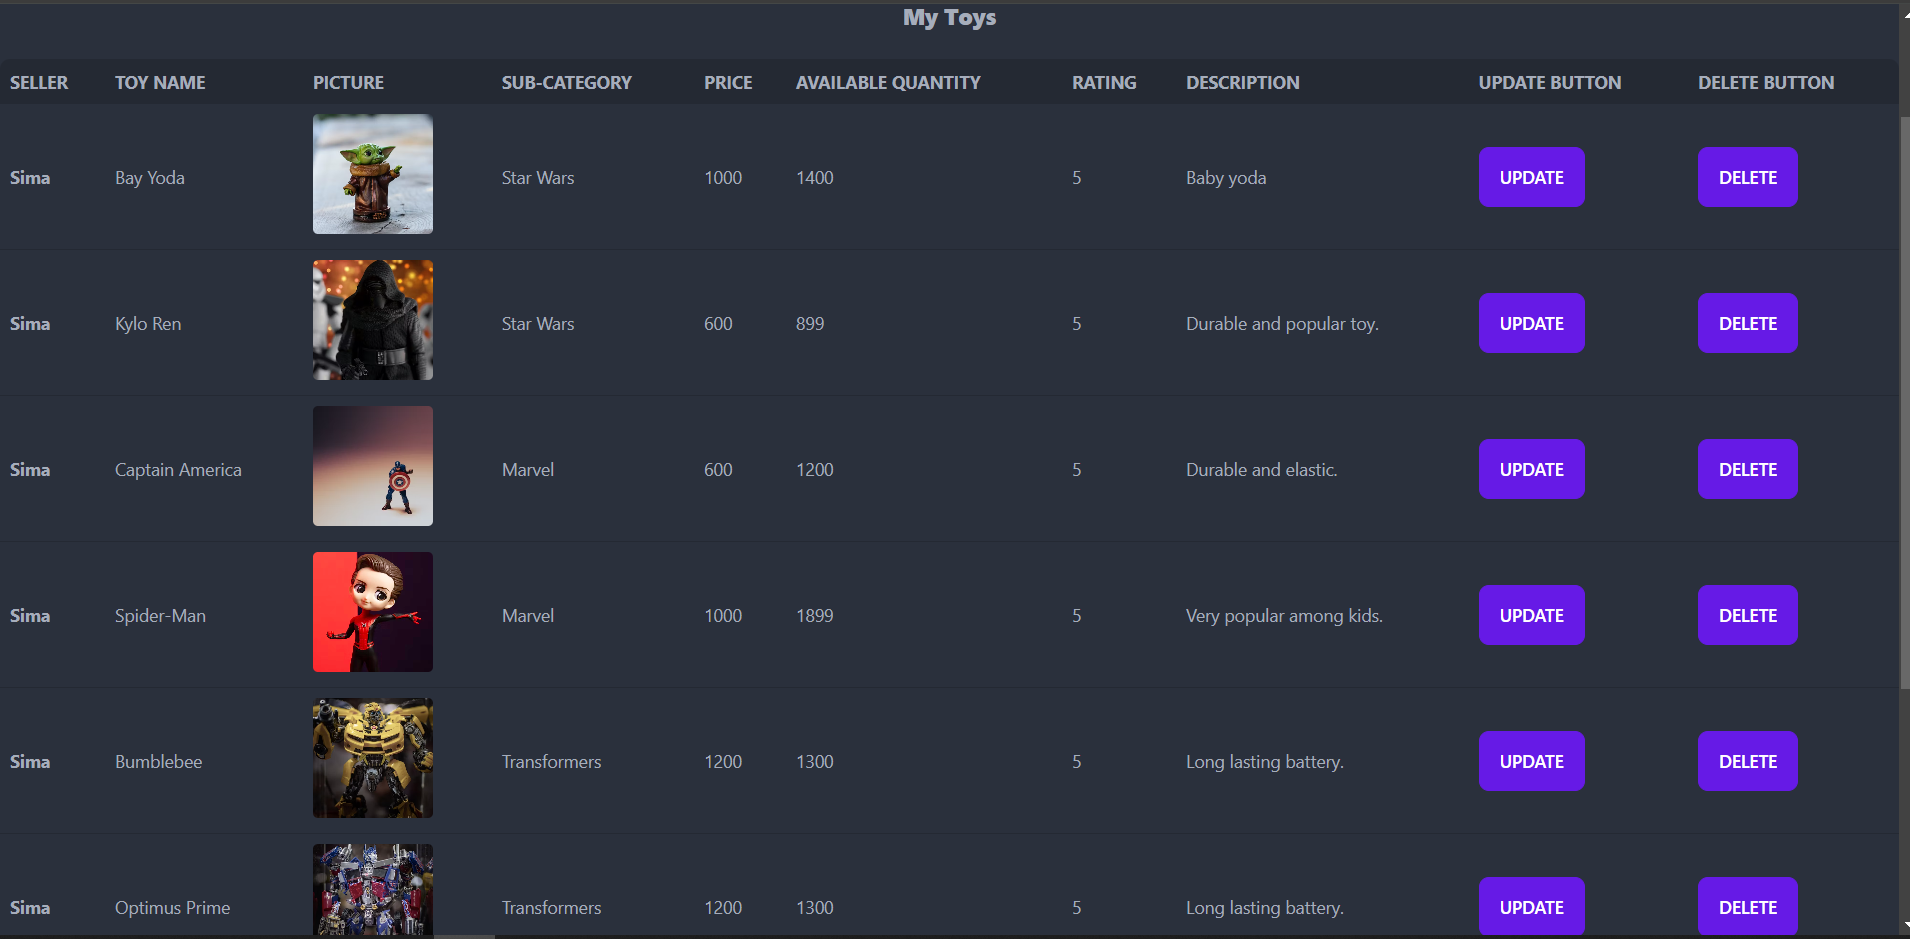 My Toys
SELLER TOY NAME PICTURE SUB-CATEGORY PRICE AVAILABLE QUANTITY RATING DESCRIPTION UPDATE BUTTON DELETE BUTTON
Sima Bay Yoda Star Wars 1000 1400 5 Baby yoda UPDATE DELETE
Sima Kylo Ren Star Wars 600 899 5 Durable and popular toy. UPDATE DELETE
Sima Captain America Marvel 600 1200 5 Durable and elastic. UPDATE DELETE
Sima Spider-Man Marvel 1000 1899 5 Very popular among kids. UPDATE DELETE
Sima Bumblebee Transformers 1200 1300 5 Long lasting battery. UPDATE DELETE
Sima Optimus Prime Transformers 1200 1300 5 Long lasting battery. UPDATE DELETE